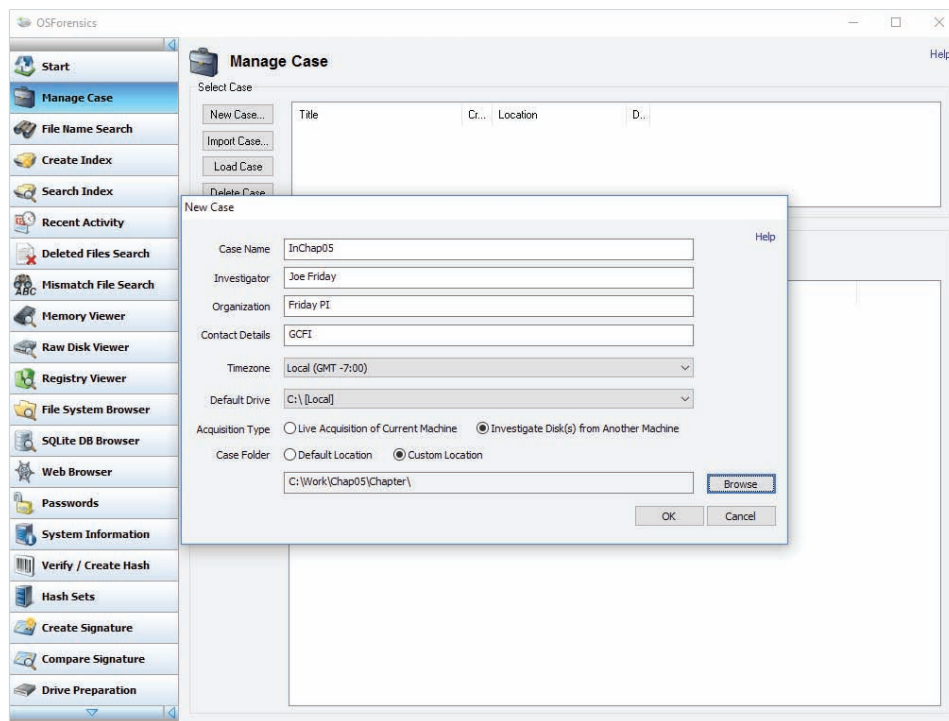 OSForensics
Start
Manage Case
File Name Search
Create Index
Search Index
Recent Activity
Deleted Files Search
Mismatch File Search
Memory Viewer
Raw Disk Viewer
Registry Viewer
File System Browser
SQLite DB Browser
Web Browser
Passwords
System Information
Verify / Create Hash
Hash Sets
Create Signature
Compare Signature
Drive Preparation
Manage Case
Help
Select Case
New Case...
Import Case...
Load Case
Delete Case
Title Cr... Location D..
New Case
Help
Case Name InChap05
Investigator Joe Friday
Organization Friday PI
Contact Details GCFI
Timezone Local (GMT -7:00)
Default Drive C:\ [Local]
Acquisition Type Live Acquisition of Current Machine Investigate Disk(s) from Another Machine
Case Folder Default Location Custom Location
C:\Work\Chap05\Chapter\ Browse
OK Cancel